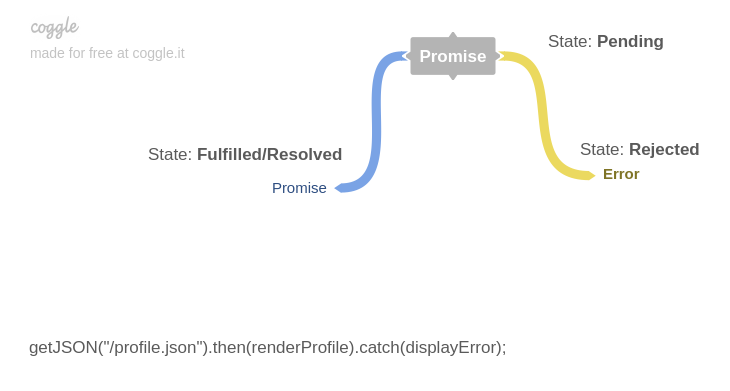 coggle
made for free at coggle.it
Promise
State: Pending
State: Fulfilled/Resolved
Promise
State: Rejected
Error
getJSON("/profile.json").then(renderProfile).catch(displayError);